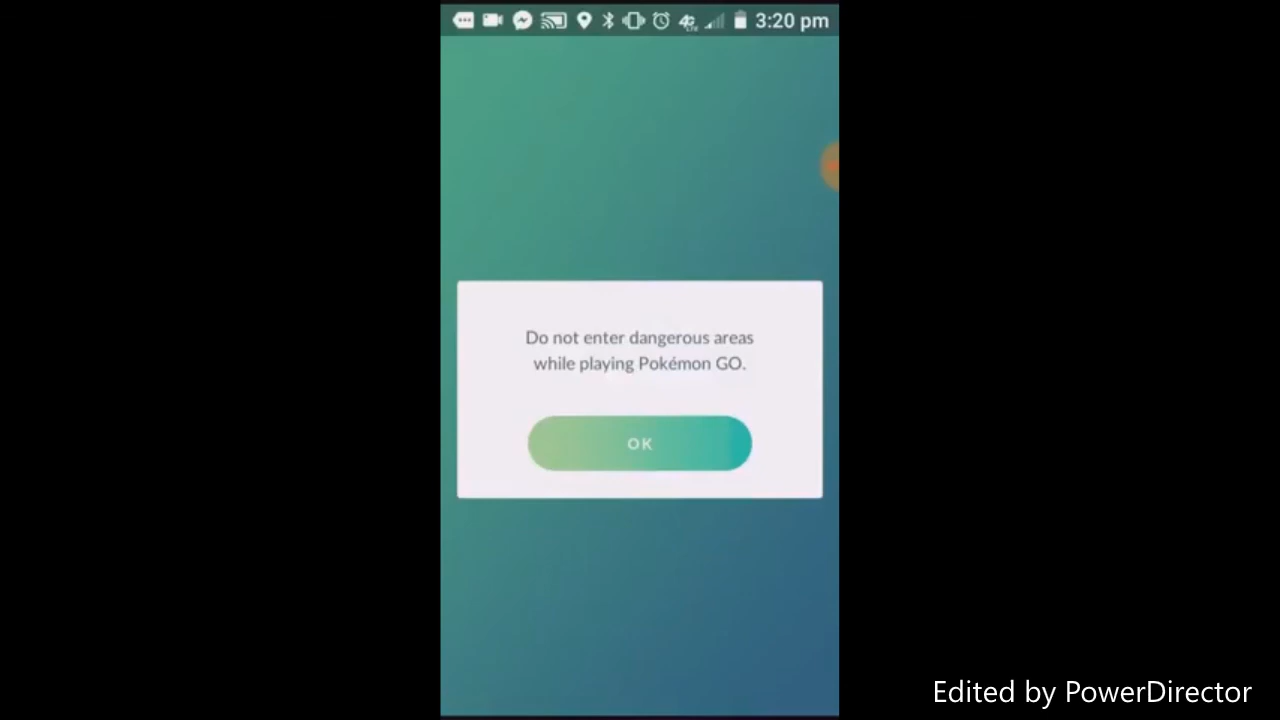 3:20 pm
Do not enter dangerous areas
while playing Pokémon GO.
OK
Edited by PowerDirector